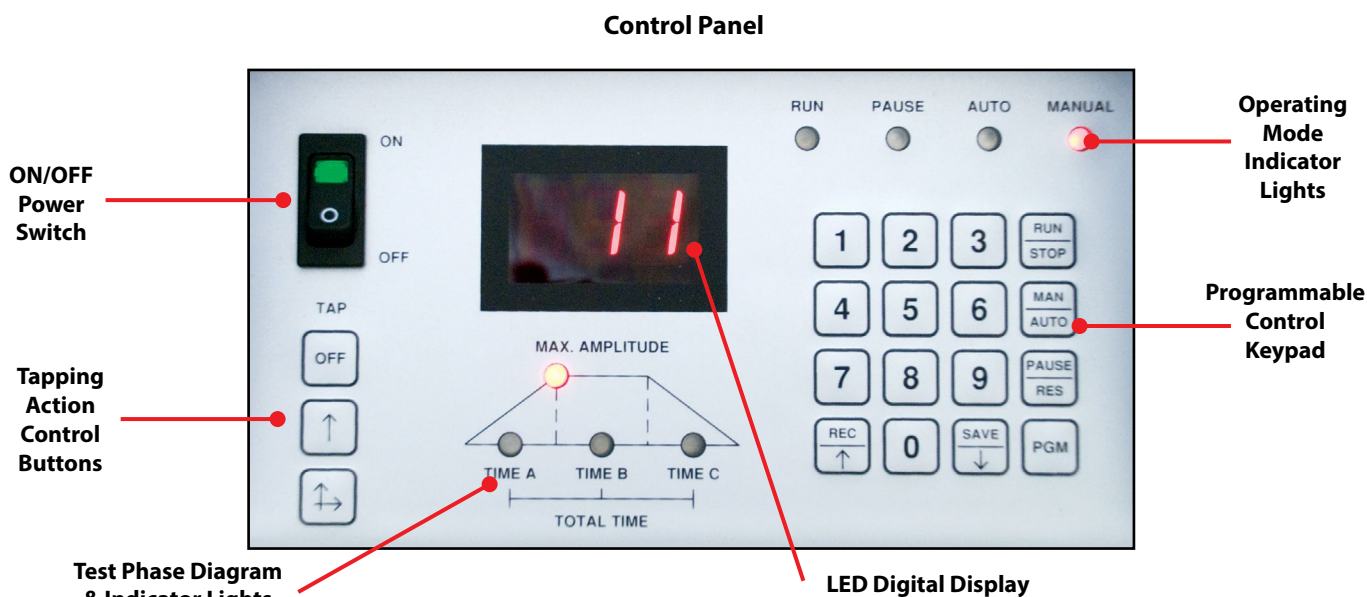 Control Panel
RUN PAUSE AUTO MANUAL
Operating
Mode
Indicator
Lights
ON/OFF
Power
Switch
ON
OFF
11
1 2 3 RUN
STOP
4 5 6 MAN
AUTO
7 8 9 PAUSE
RES
REC
↑ 0 SAVE
↓ PGM
Programmable
Control
Keypad
TAP
OFF
↑
Tapping
Action
Control
Buttons
MAX. AMPLITUDE
TIME A TIME B TIME C
TOTAL TIME
Test Phase Diagram
& Indicator Lights
LED Digital Display